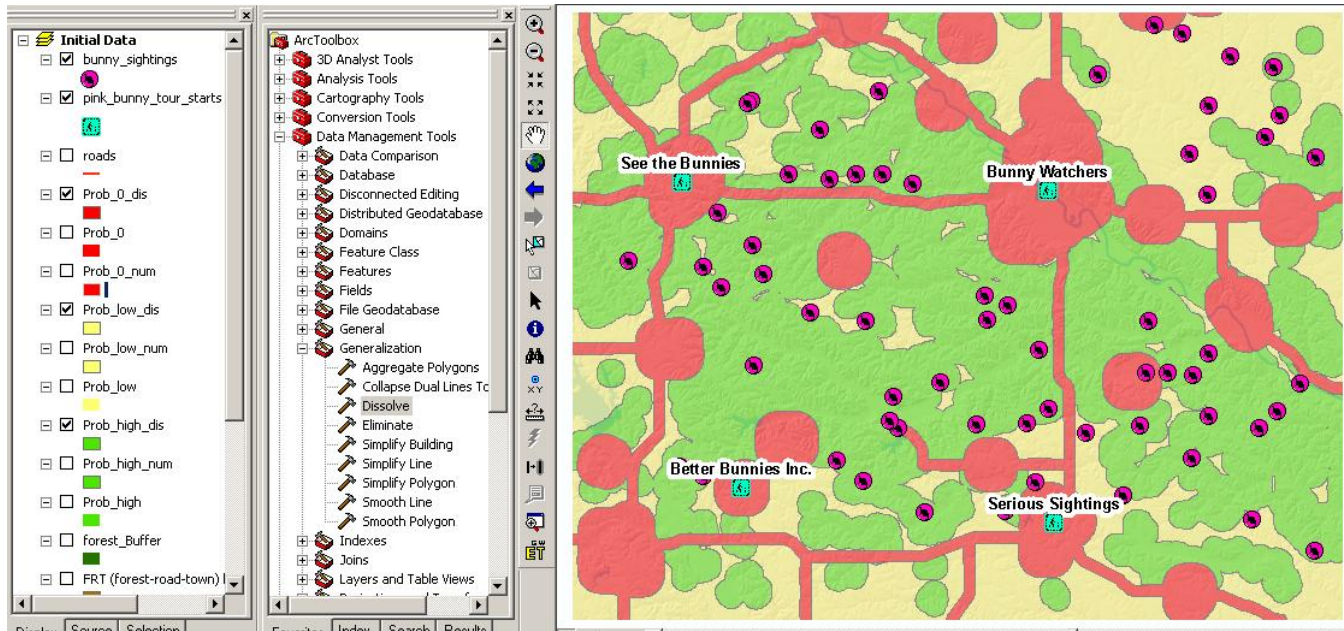 Initial Data
bunny_sightings
pink_bunny_tour_starts
roads
Prob_0_dis
Prob_0
Prob_0_num
Prob_low_dis
Prob_low_num
Prob_low
Prob_high_dis
Prob_high_num
Prob_high
forest_Buffer
FRT (forest-road-town)
Display Source Selection
ArcToolbox
3D Analyst Tools
Analysis Tools
Cartography Tools
Conversion Tools
Data Management Tools
Data Comparison
Database
Disconnected Editing
Distributed Geodatabase
Domains
Feature Class
Features
Fields
File Geodatabase
General
Generalization
Aggregate Polygons
Collapse Dual Lines To
Dissolve
Eliminate
Simplify Building
Simplify Line
Simplify Polygon
Smooth Line
Smooth Polygon
Indexes
Joins
Layers and Table Views
Favorites Index Search Results
XY
ET
See the Bunnies
Bunny Watchers
Better Bunnies Inc.
Serious Sightings